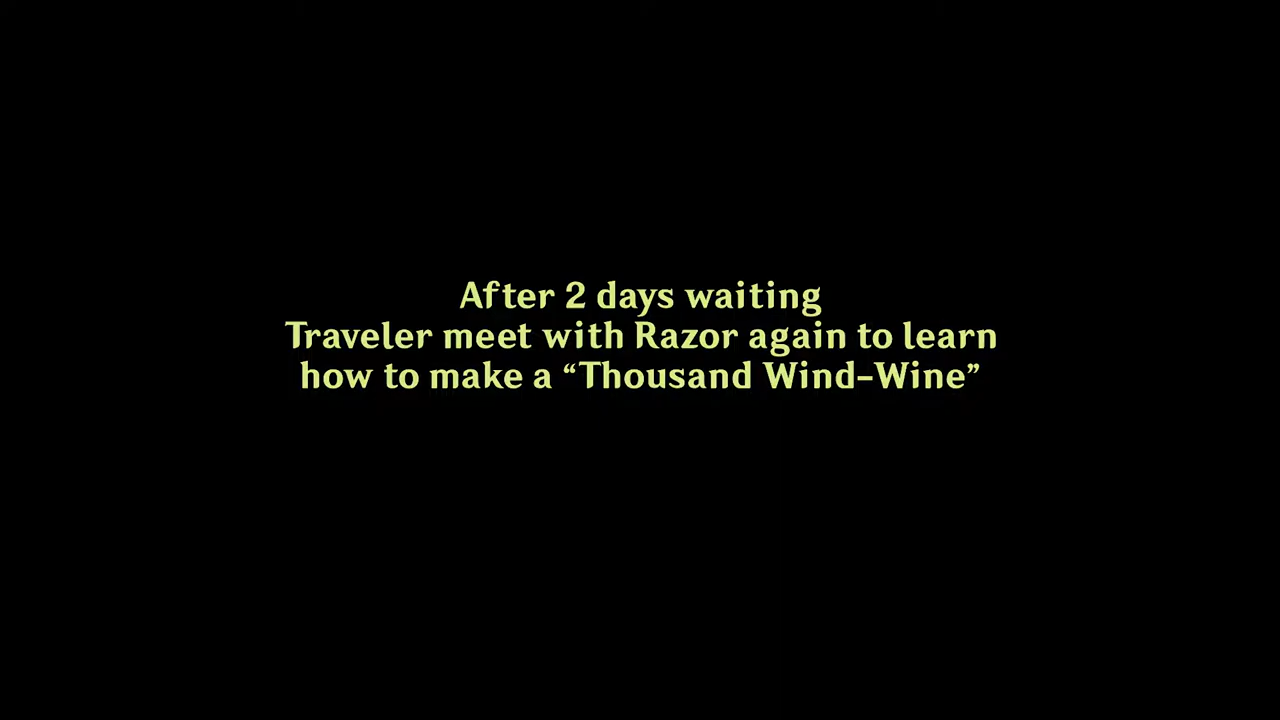 After 2 days waiting
Traveler meet with Razor again to learn
how to make a “Thousand Wind-Wine”